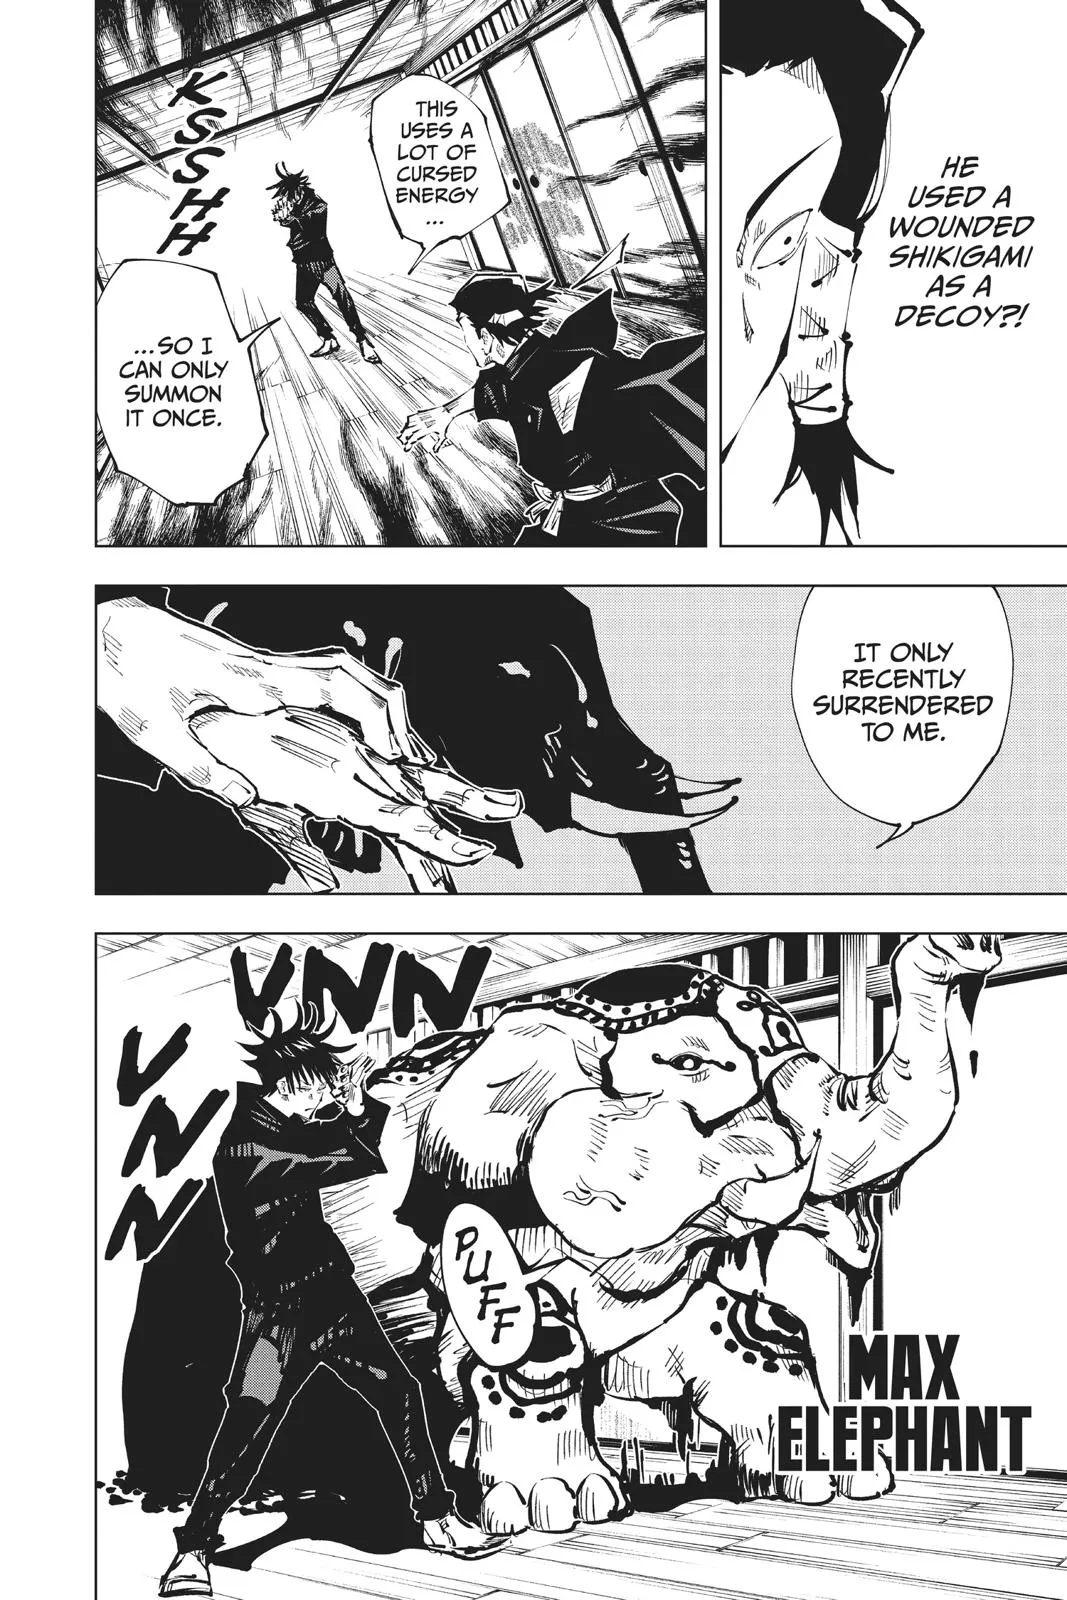 HE
USED A
WOUNDED
SHIKIGAMI
AS A
DECOY?!
THIS
USES A
LOT OF
CURSED
ENERGY
...
KSSHH
...SO I
CAN ONLY
SUMMON
IT ONCE.
IT ONLY
RECENTLY
SURRENDERED
TO ME.
VNN
VNN
PUFF
MAX
ELEPHANT